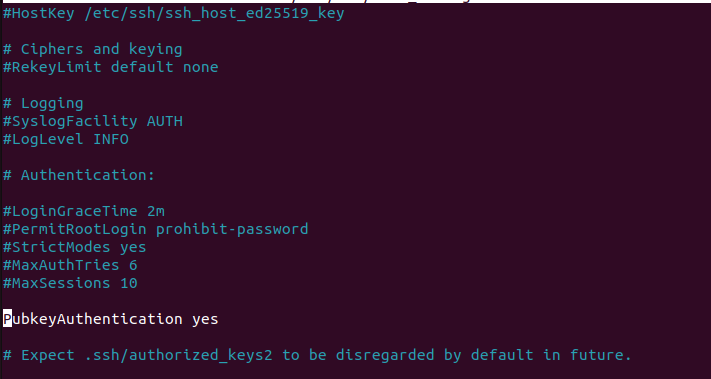 #HostKey /etc/ssh/ssh_host_ed25519_key
# Ciphers and keying
#RekeyLimit default none
# Logging
#SyslogFacility AUTH
#LogLevel INFO
# Authentication:
#LoginGraceTime 2m
#PermitRootLogin prohibit-password
#StrictModes yes
#MaxAuthTries 6
#MaxSessions 10
PubkeyAuthentication yes
# Expect .ssh/authorized_keys2 to be disregarded by default in future.